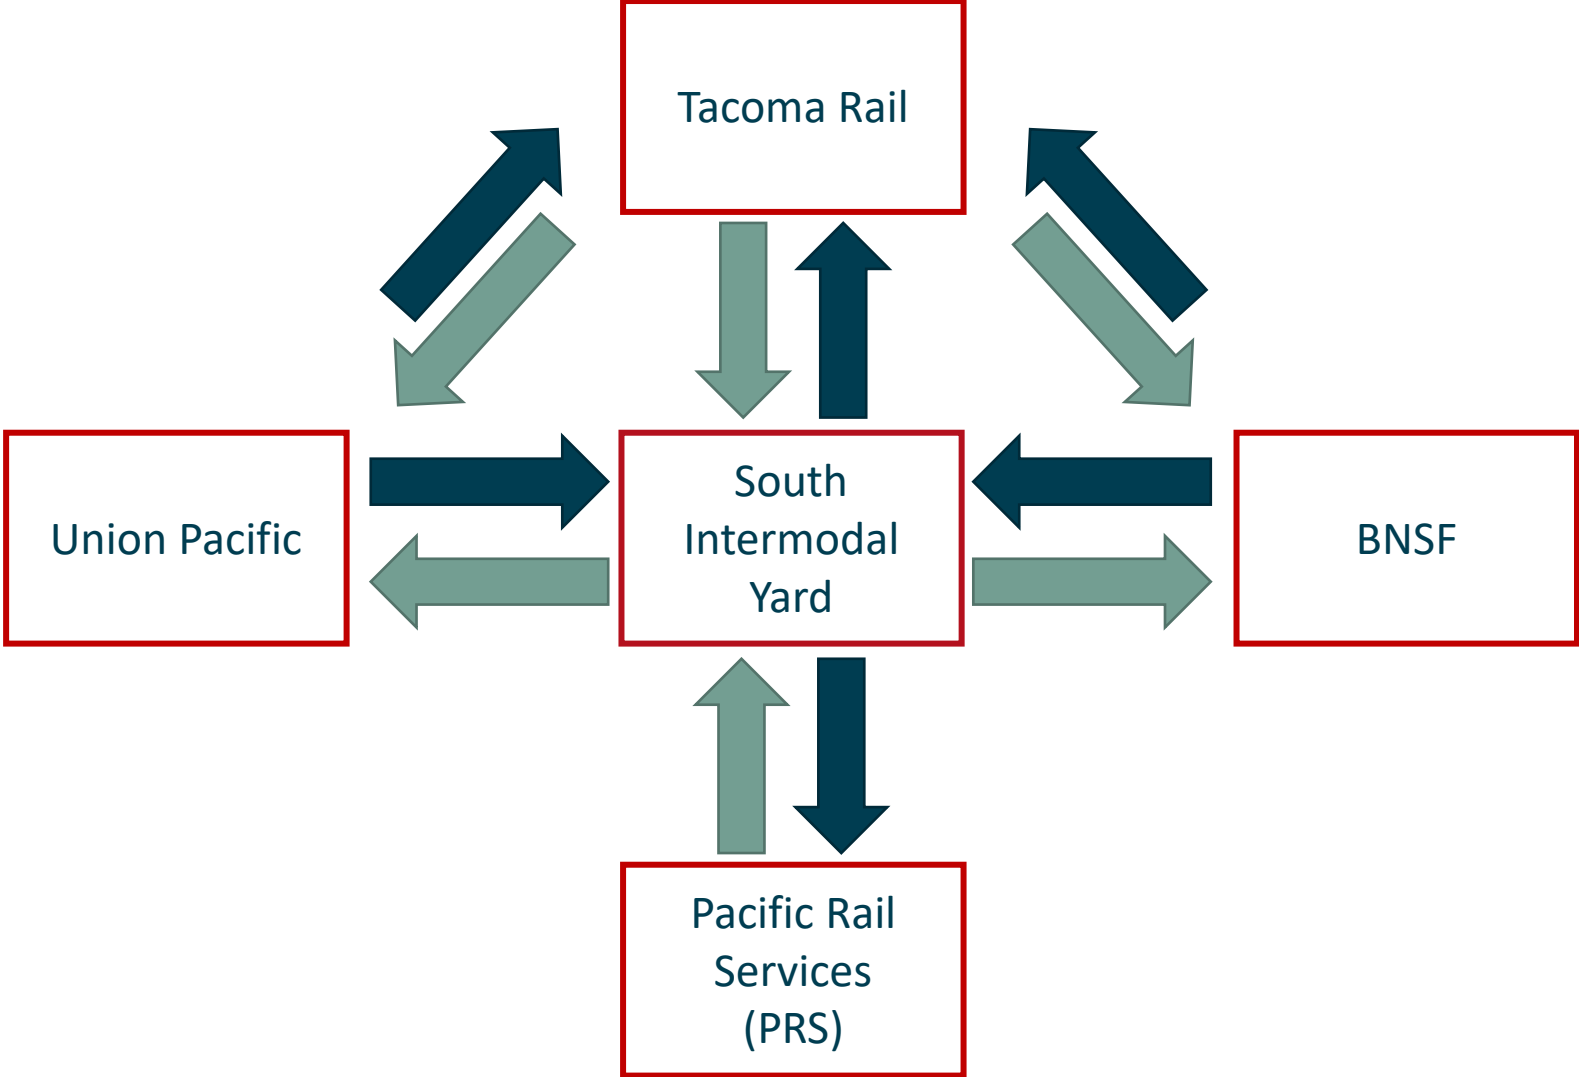 Tacoma Rail
Union Pacific
South
Intermodal
Yard
BNSF
Pacific Rail
Services
(PRS)